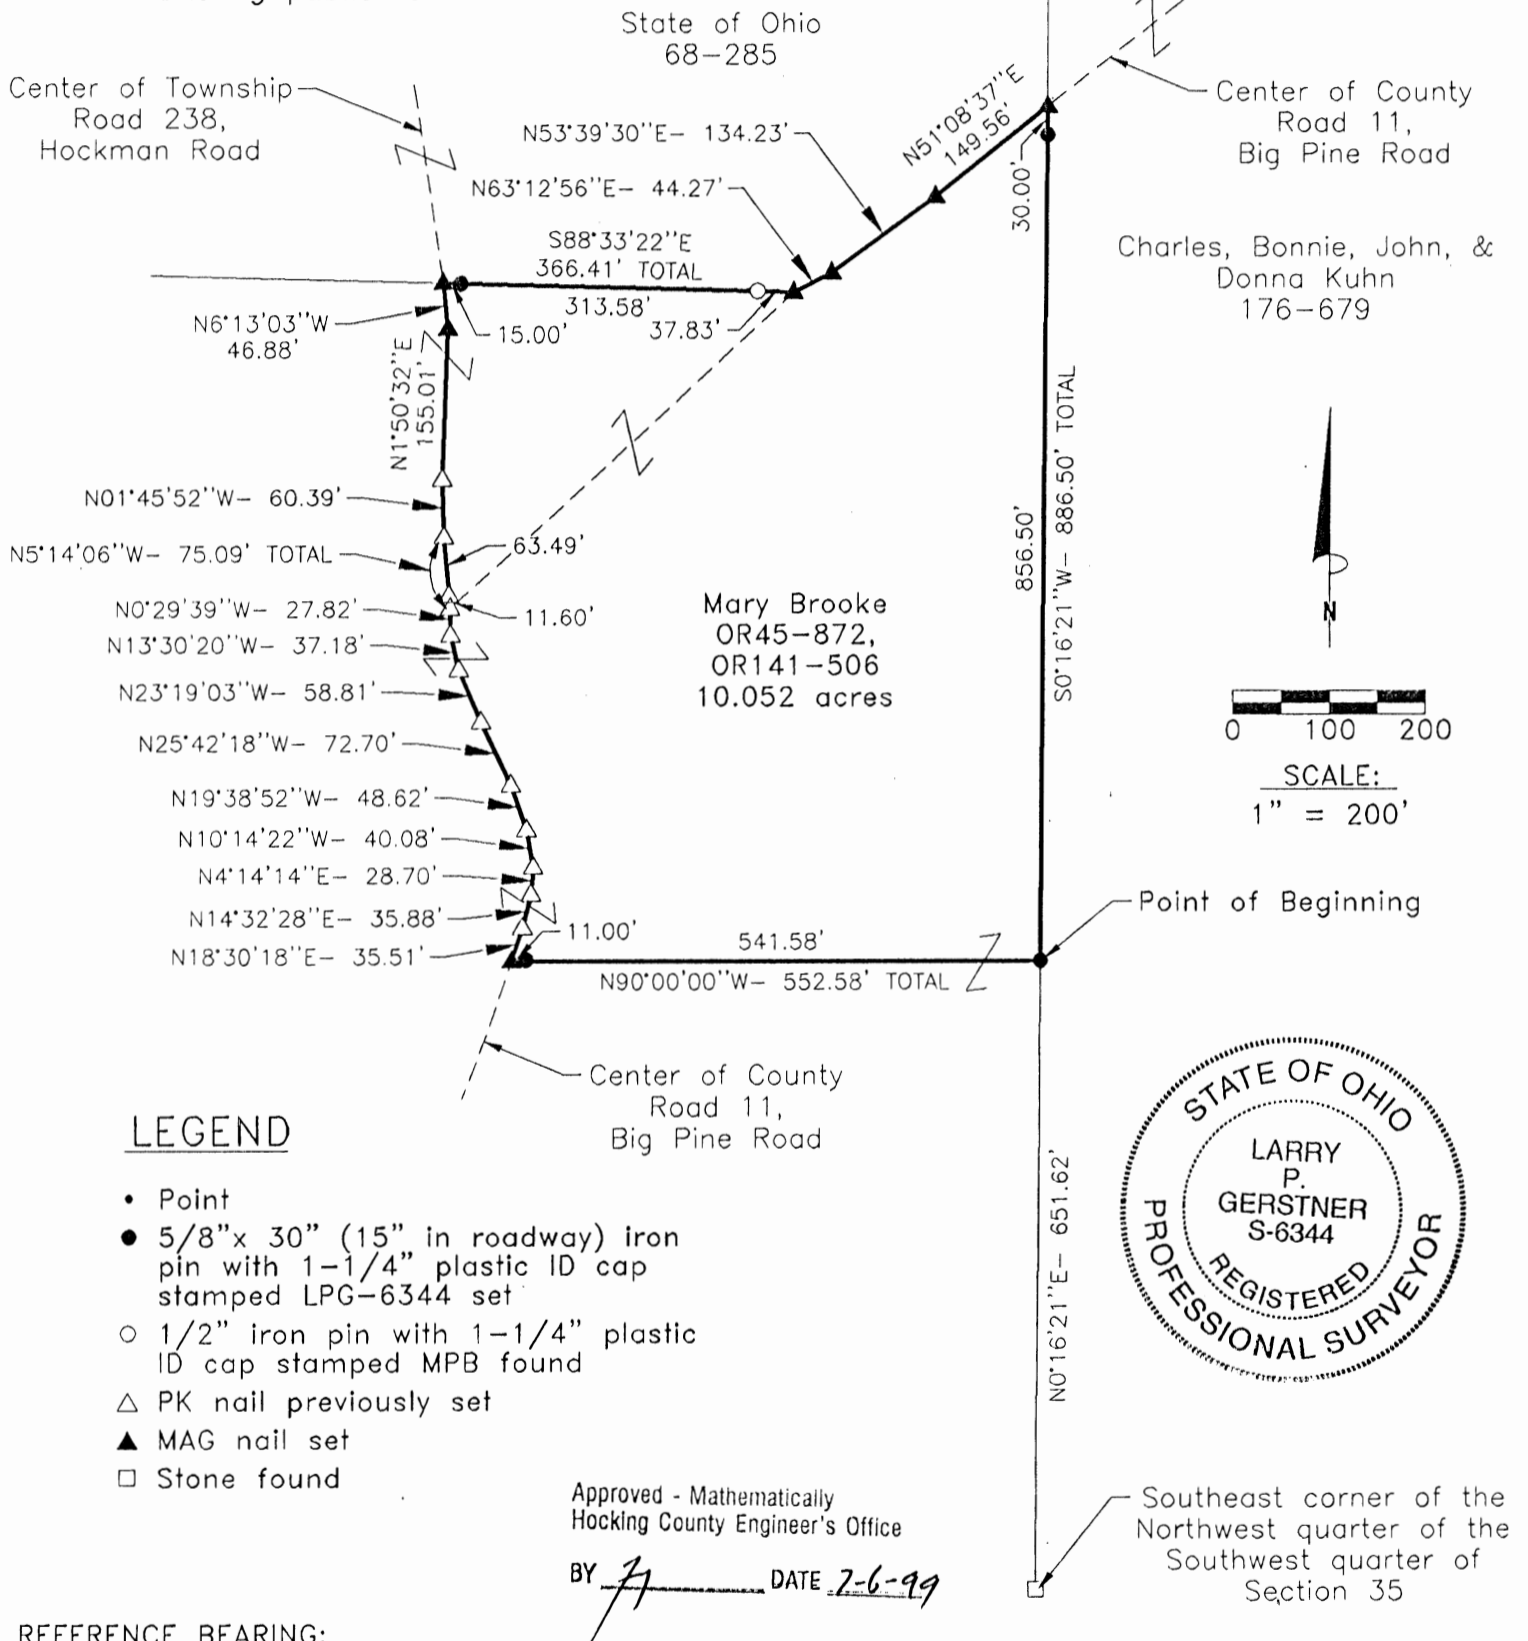 State of Ohio
68-285
Center of Township
Road 238,
Hockman Road
N53°39'30"E- 134.23'
N63°12'56"E- 44.27'
N51°08'37"E
149.56'
30.00'
Center of County
Road 11,
Big Pine Road
S88°33'22"E
366.41' TOTAL
313.58'
37.83'
15.00'
N6°13'03"W
46.88'
N1°50'32"E
155.01'
Charles, Bonnie, John, &
Donna Kuhn
176-679
N01°45'52"W- 60.39'
N5°14'06"W- 75.09' TOTAL
63.49'
N0°29'39"W- 27.82'
11.60'
N13°30'20"W- 37.18'
N23°19'03"W- 58.81'
N25°42'18"W- 72.70'
N19°38'52"W- 48.62'
N10°14'22"W- 40.08'
N4°14'14"E- 28.70'
N14°32'28"E- 35.88'
N18°30'18"E- 35.51'
11.00'
Mary Brooke
OR45-872,
OR141-506
10.052 acres
856.50'
S0°16'21"W- 886.50' TOTAL
N
0 100 200
SCALE:
1" = 200'
Point of Beginning
541.58'
N90°00'00"W- 552.58' TOTAL
Center of County
Road 11,
Big Pine Road
N0°16'21"E- 651.62'
STATE OF OHIO
LARRY
P.
GERSTNER
S-6344
REGISTERED
PROFESSIONAL SURVEYOR
LEGEND
Point
5/8"x 30" (15" in roadway) iron
pin with 1-1/4" plastic ID cap
stamped LPG-6344 set
1/2" iron pin with 1-1/4" plastic
ID cap stamped MPB found
PK nail previously set
MAG nail set
Stone found
Approved - Mathematically
Hocking County Engineer's Office
BY DATE 7-6-99
Southeast corner of the
Northwest quarter of the
Southwest quarter of
Section 35
REFERENCE BEARING: